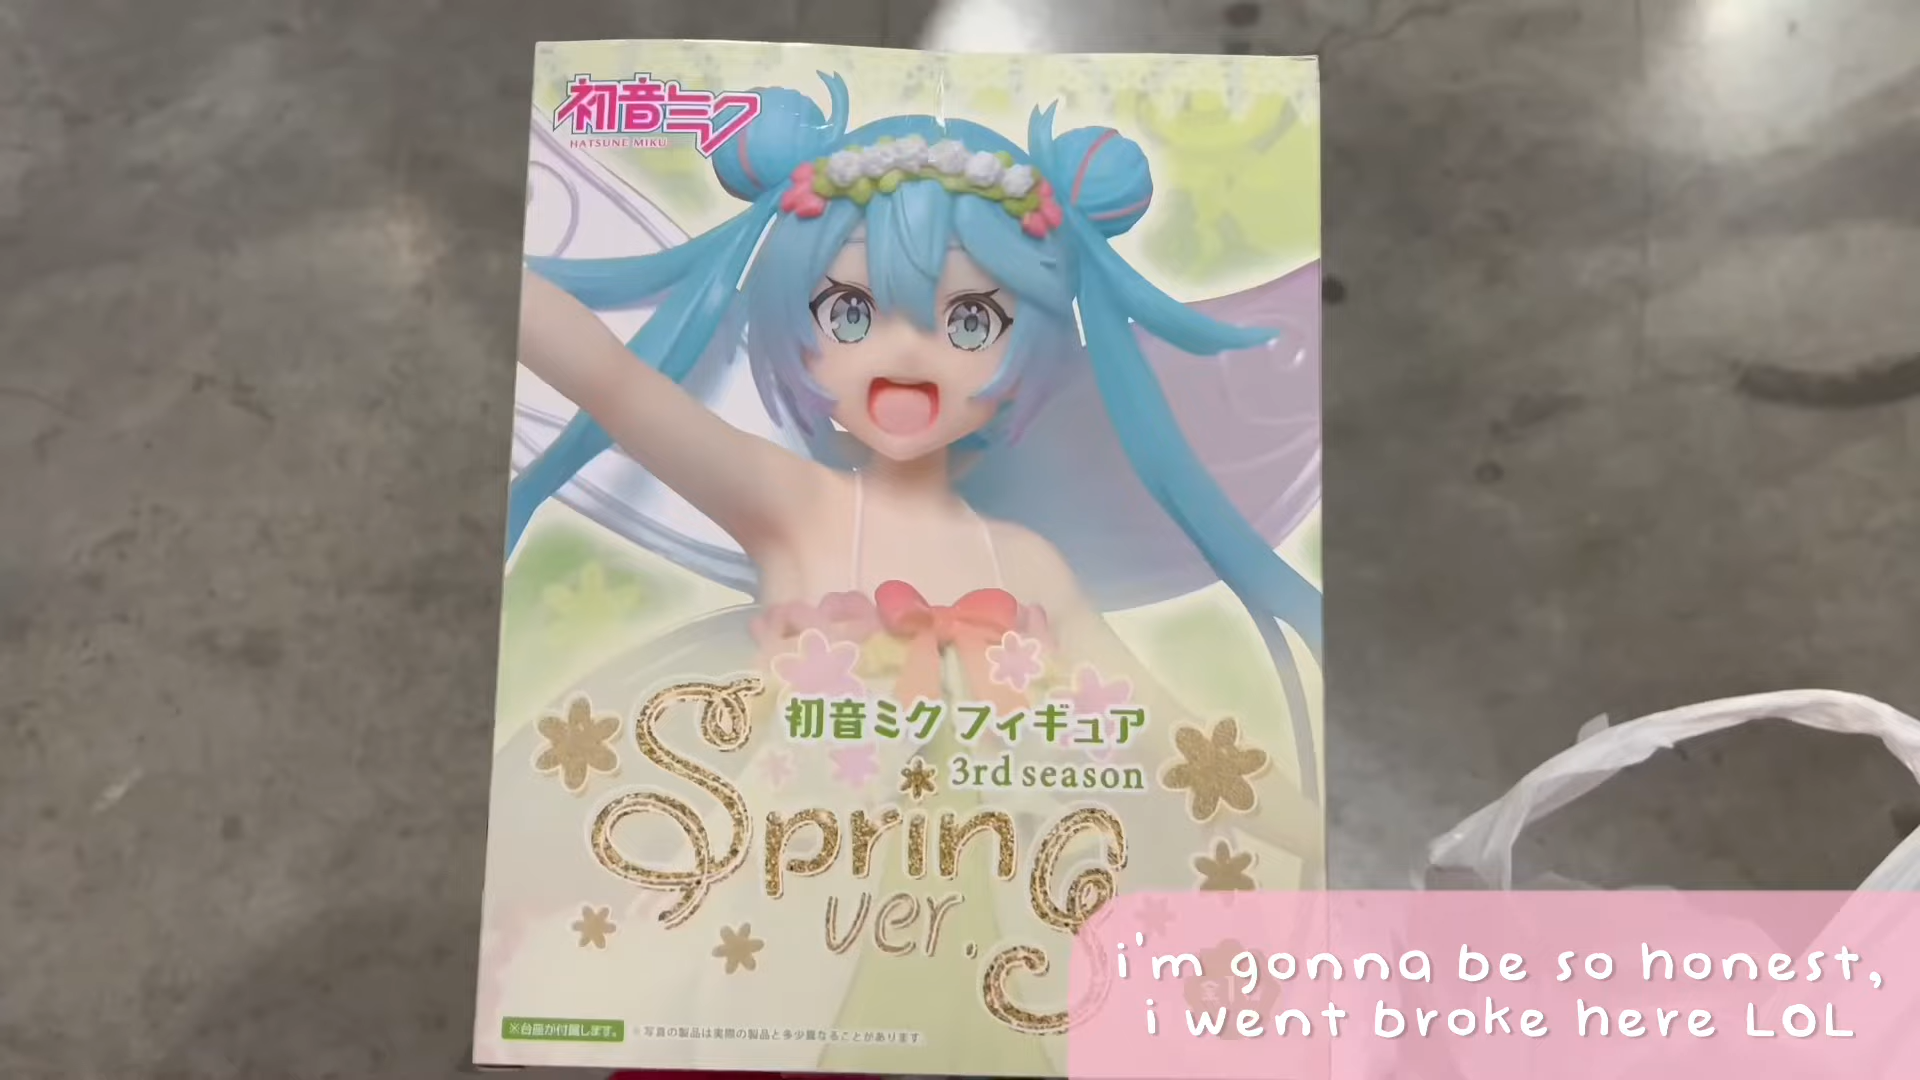 初音ミク
HATSUNE MIKU
初音ミク フィギュア
3rd season
Spring
ver.
※台座が付属します。
※写真の製品は実際の製品と多少異なることがあります。
i'm gonna be so honest,
i went broke here LOL